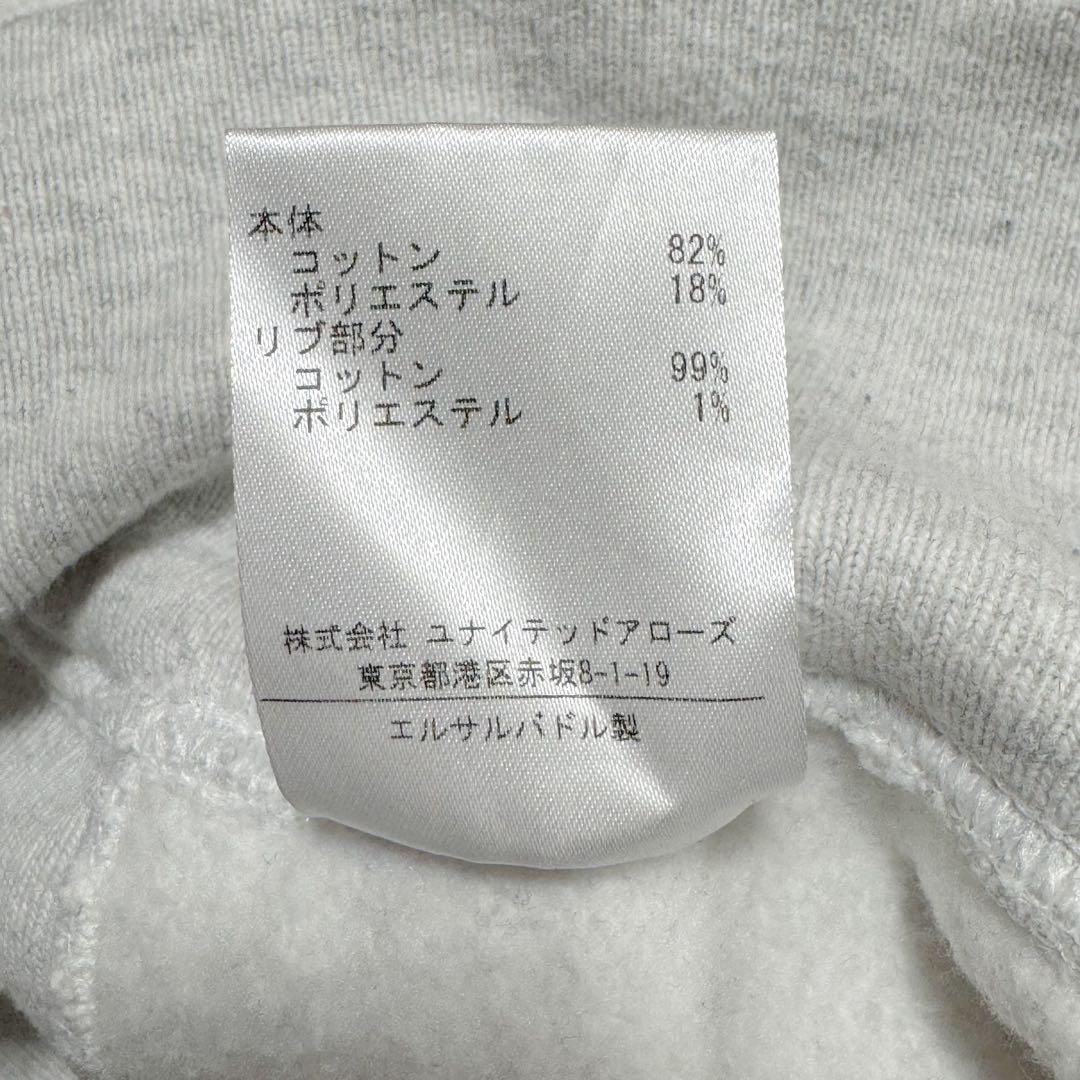 本体
コットン 82%
ポリエステル 18%
リブ部分
コットン 99%
ポリエステル 1%
株式会社 ユナイテッドアローズ
東京都港区赤坂8-1-19
エルサルバドル製